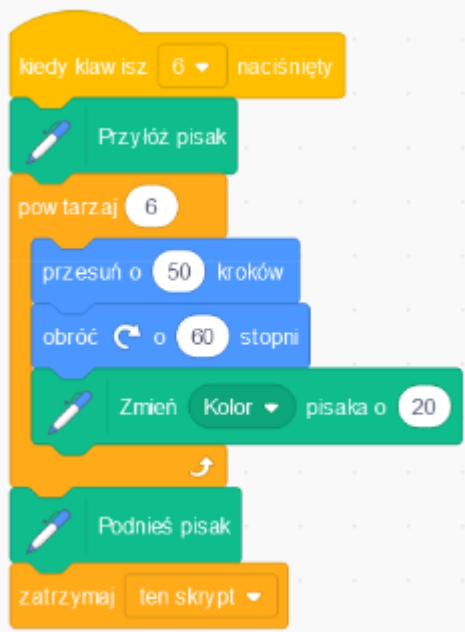 kiedy klawisz 6 naciśnięty
Przyłóż pisak
powtarzaj 6
przesuń o 50 kroków
obróć o 60 stopni
Zmień Kolor pisaka o 20
Podnieś pisak
zatrzymaj ten skrypt